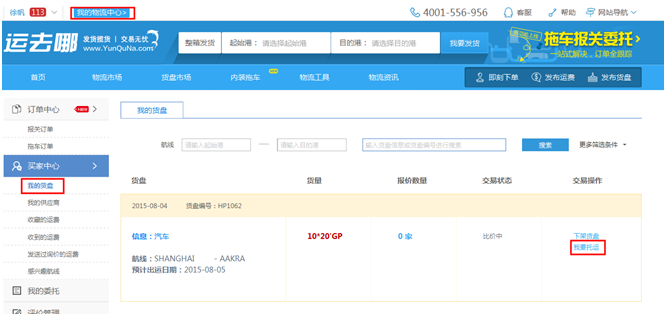 徐帆 113 我的物流中心> 4001-556-956 客服 帮助 网站导航
运去哪 发货揽货 | 交易无忧 www.YunQuNa.com
整箱发货 起始港： 请选择起始港 目的港： 请选择目的港 我要发货
拖车报关委托>
一站式解决，订单全跟踪
首页 物流市场 货盘市场 内装拖车 NEW 物流工具 物流资讯 即刻下单 发布运费 发布货盘
订单中心
报关订单
拖车订单
买家中心
我的货盘
我的供应商
收藏的运费
收到的运费
发送过询价的运费
感兴趣航线
我的委托
评价管理
我的货盘
航线 请输入起始港 — 请输入目的港 输入货盘信息或货盘编号进行搜索 搜索 更多筛选条件
货盘 货量 报价数量 交易状态 交易操作
2015-08-04 货盘编号：HP1062
信息：汽车 10*20'GP 0 家 比价中 下架货盘
我要托运
航线：SHANGHAI - AAKRA
预计出运日期：2015-08-05